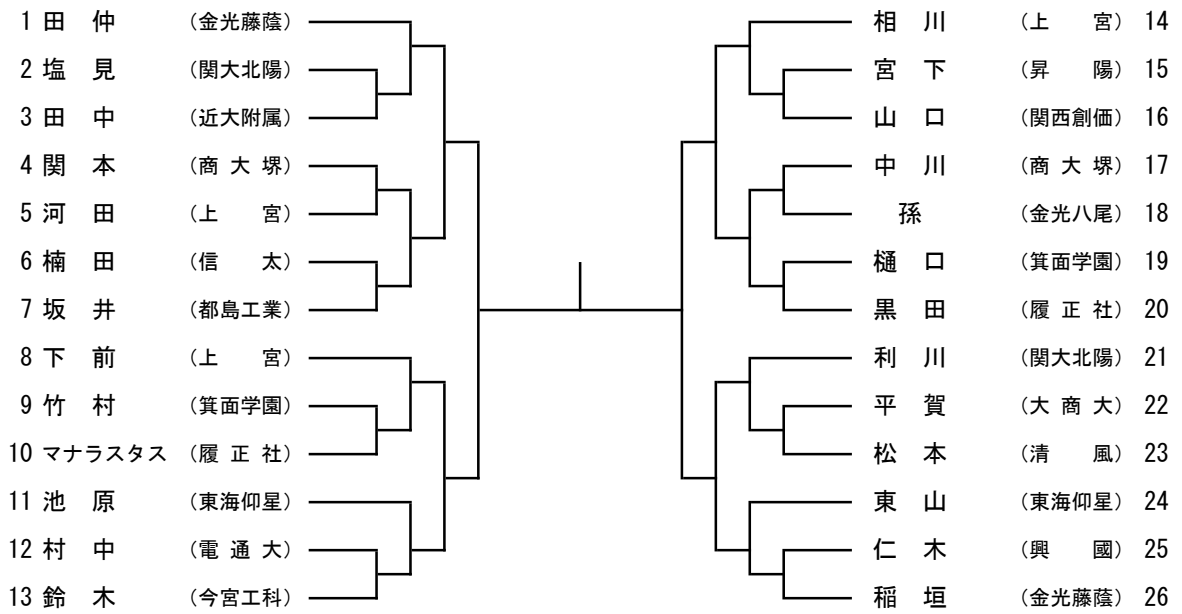 1 田 仲 (金光藤蔭)
2 塩 見 (関大北陽)
3 田 中 (近大附属)
4 関 本 (商 大 堺)
5 河 田 (上 宮)
6 楠 田 (信 太)
7 坂 井 (都島工業)
8 下 前 (上 宮)
9 竹 村 (箕面学園)
10 マナラスタス (履 正 社)
11 池 原 (東海仰星)
12 村 中 (電 通 大)
13 鈴 木 (今宮工科)
相 川 (上 宮) 14
宮 下 (昇 陽) 15
山 口 (関西創価) 16
中 川 (商 大 堺) 17
孫 (金光八尾) 18
樋 口 (箕面学園) 19
黒 田 (履 正 社) 20
利 川 (関大北陽) 21
平 賀 (大 商 大) 22
松 本 (清 風) 23
東 山 (東海仰星) 24
仁 木 (興 國) 25
稲 垣 (金光藤蔭) 26